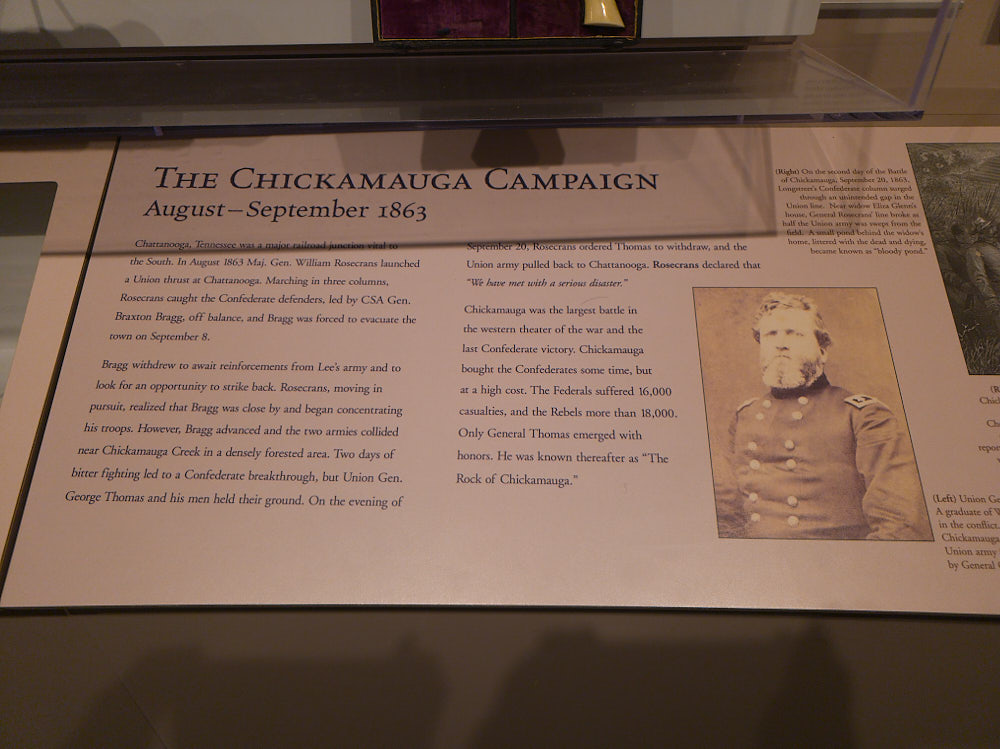 THE CHICKAMAUGA CAMPAIGN
August–September 1863
Chattanooga, Tennessee was a major railroad junction vital to
the South. In August 1863 Maj. Gen. William Rosecrans launched
a Union thrust at Chattanooga. Marching in three columns,
Rosecrans caught the Confederate defenders, led by CSA Gen.
Braxton Bragg, off balance, and Bragg was forced to evacuate the
town on September 8.
Bragg withdrew to await reinforcements from Lee's army and to
look for an opportunity to strike back. Rosecrans, moving in
pursuit, realized that Bragg was close by and began concentrating
his troops. However, Bragg advanced and the two armies collided
near Chickamauga Creek in a densely forested area. Two days of
bitter fighting led to a Confederate breakthrough, but Union Gen.
George Thomas and his men held their ground. On the evening of
September 20, Rosecrans ordered Thomas to withdraw, and the
Union army pulled back to Chattanooga. Rosecrans declared that
"We have met with a serious disaster."
Chickamauga was the largest battle in
the western theater of the war and the
last Confederate victory. Chickamauga
bought the Confederates some time, but
at a high cost. The Federals suffered 16,000
casualties, and the Rebels more than 18,000.
Only General Thomas emerged with
honors. He was known thereafter as "The
Rock of Chickamauga."
(Right) On the second day of the Battle
of Chickamauga, September 20, 1863,
Longstreet's Confederate column surged
through an unintended gap in the
Union line. Near widow Eliza Glenn's
house, General Rosecrans' line broke as
half the Union army was swept from the
field. A small pond behind the widow's
home, littered with the dead and dying,
became known as "bloody pond."
(Left) Union Ge
A graduate of W
in the conflict.
Chickamauga
Union army
by General